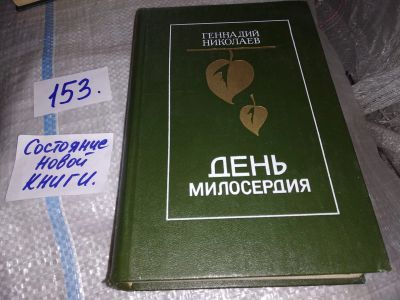 ГЕННАДИЙ
НИКОЛАЕВ
ДЕНЬ
МИЛОСЕРДИЯ
153.
Состояние
новой
книги.